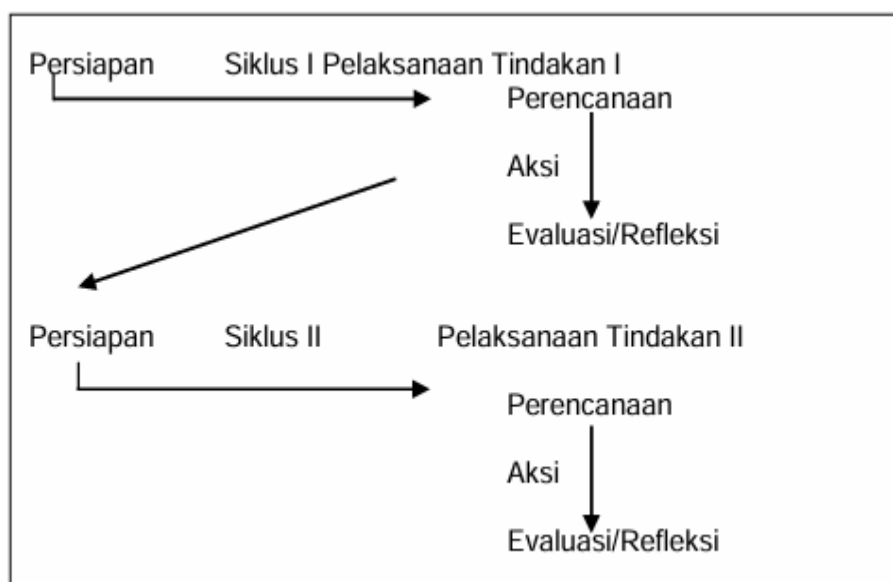 Persiapan Siklus I Pelaksanaan Tindakan I
Perencanaan
Aksi
Evaluasi/Refleksi
Persiapan Siklus II Pelaksanaan Tindakan II
Perencanaan
Aksi
Evaluasi/Refleksi